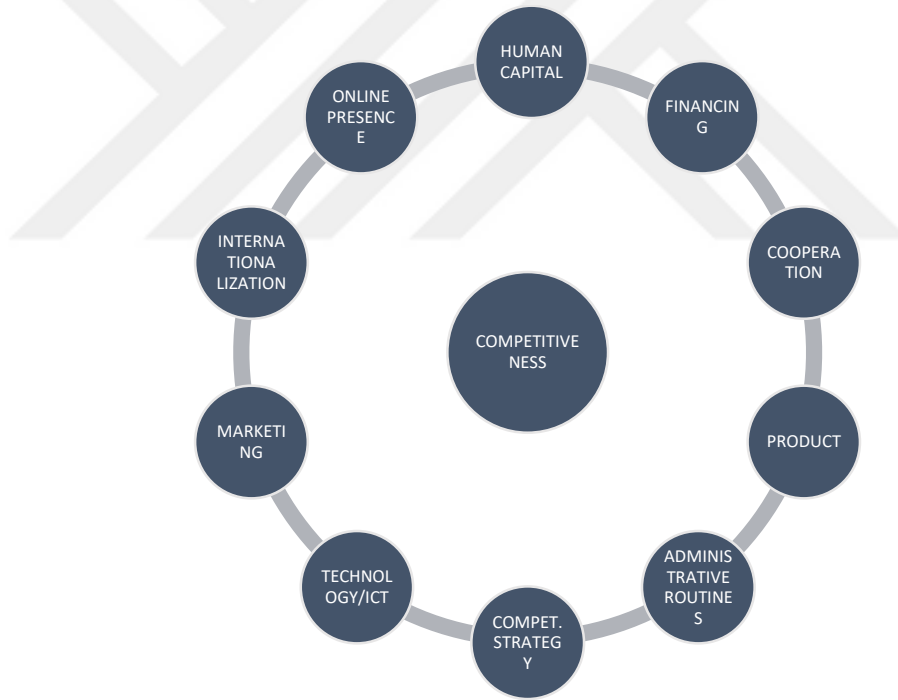 HUMAN
CAPITAL
FINANCIN
G
COOPERA
TION
PRODUCT
ADMINIS
TRATIVE
ROUTINE
S
COMPET.
STRATEG
Y
TECHNOL
OGY/ICT
MARKETI
NG
INTERNA
TIONA
LIZATION
ONLINE
PRESENC
E
COMPETITIVE
NESS